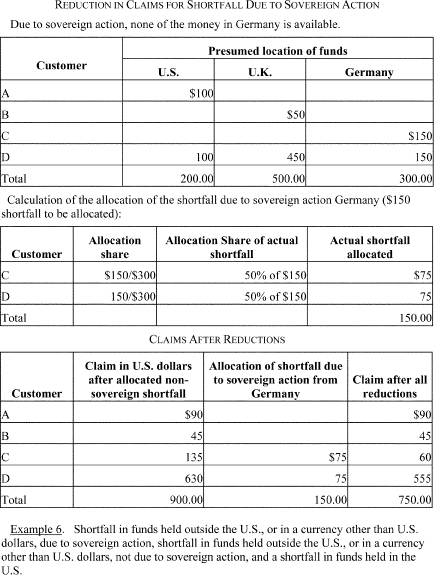 REDUCTION IN CLAIMS FOR SHORTFALL DUE TO SOVEREIGN ACTION
Due to sovereign action, none of the money in Germany is available.
Customer Presumed location of funds
U.S. U.K. Germany
A $100
B $50
C $150
D 100 450 150
Total 200.00 500.00 300.00
Calculation of the allocation of the shortfall due to sovereign action Germany ($150
shortfall to be allocated):
Customer Allocation share Allocation Share of actual shortfall Actual shortfall allocated
C $150/$300 50% of $150 $75
D 150/$300 50% of $150 75
Total 150.00
CLAIMS AFTER REDUCTIONS
Customer Claim in U.S. dollars after allocated non-sovereign shortfall Allocation of shortfall due to sovereign action from Germany Claim after all reductions
A $90 $90
B 45 45
C 135 $75 60
D 630 75 555
Total 900.00 150.00 750.00
Example 6. Shortfall in funds held outside the U.S., or in a currency other than U.S.
dollars, due to sovereign action, shortfall in funds held outside the U.S., or in a currency
other than U.S. dollars, not due to sovereign action, and a shortfall in funds held in the
U.S.